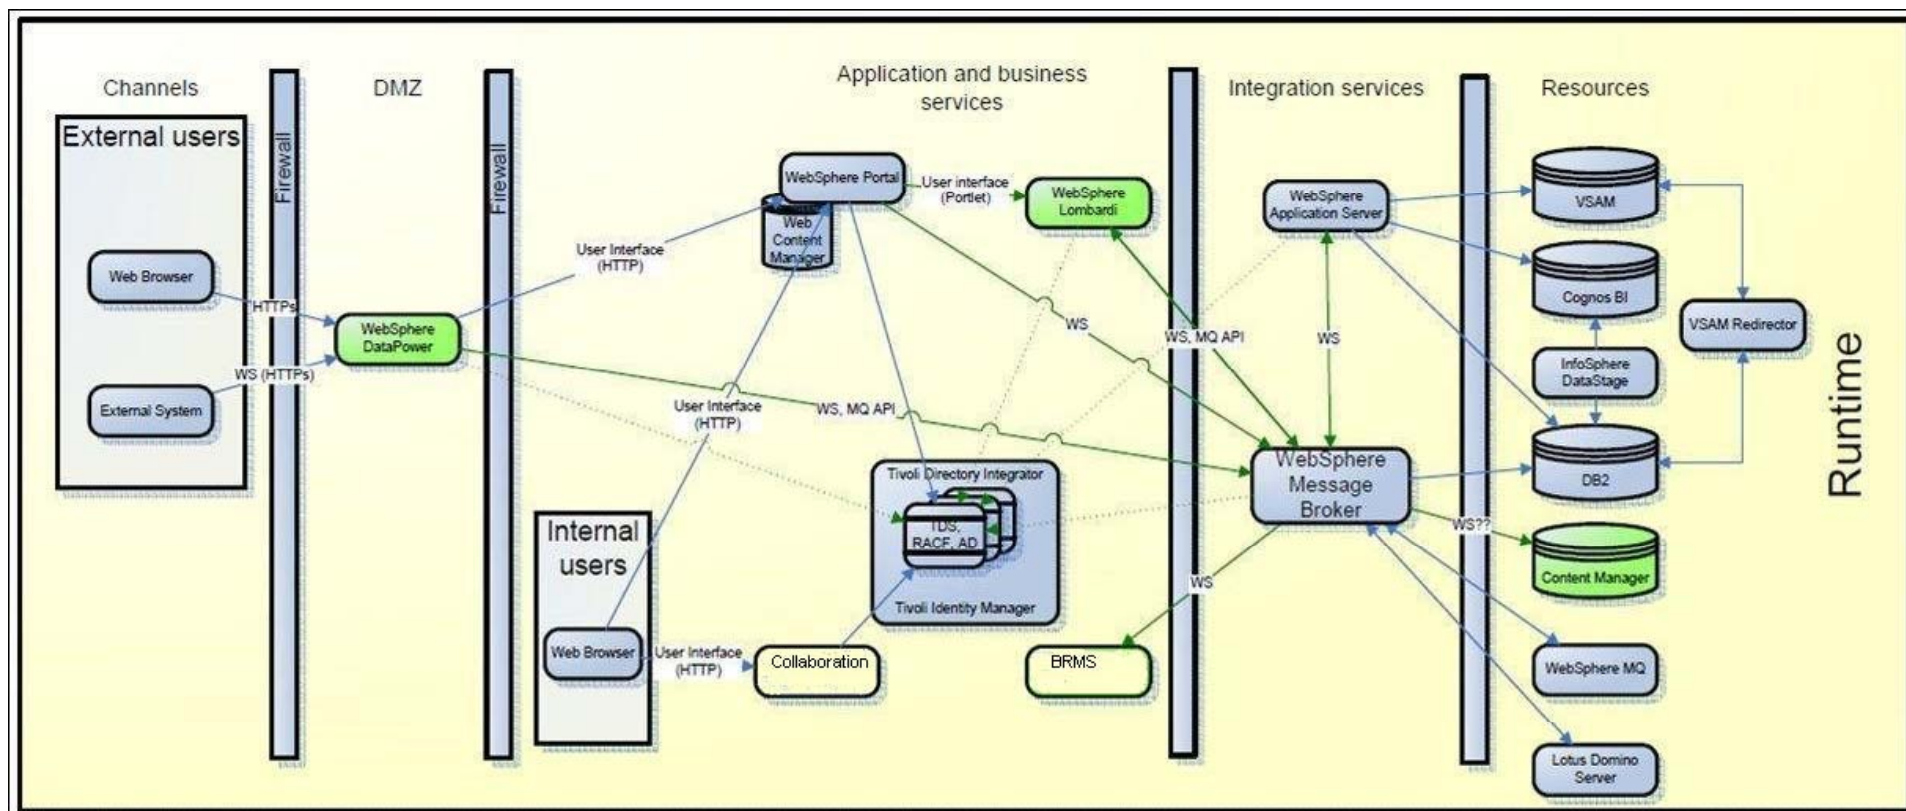 Channels
DMZ
Application and business
services
Integration services
Resources
External users
Firewall
Firewall
Web Browser
HTTPs
External System
WS (HTTPs)
WebSphere
DataPower
User Interface
(HTTP)
WebSphere Portal
Web
Content
Manager
User interface
(Portlet)
WebSphere
Lombardi
WS
WS, MQ API
WS, MQ API
User Interface
(HTTP)
Internal
users
Web Browser
User Interface
(HTTP)
Collaboration
Tivoli Directory Integrator
TDS,
RACF, AD
Tivoli Identity Manager
BRMS
WS
WebSphere
Application Server
WS
WebSphere
Message
Broker
WS??
VSAM
Cognos BI
InfoSphere
DataStage
DB2
Content Manager
WebSphere MQ
Lotus Domino
Server
VSAM Redirector
Runtime